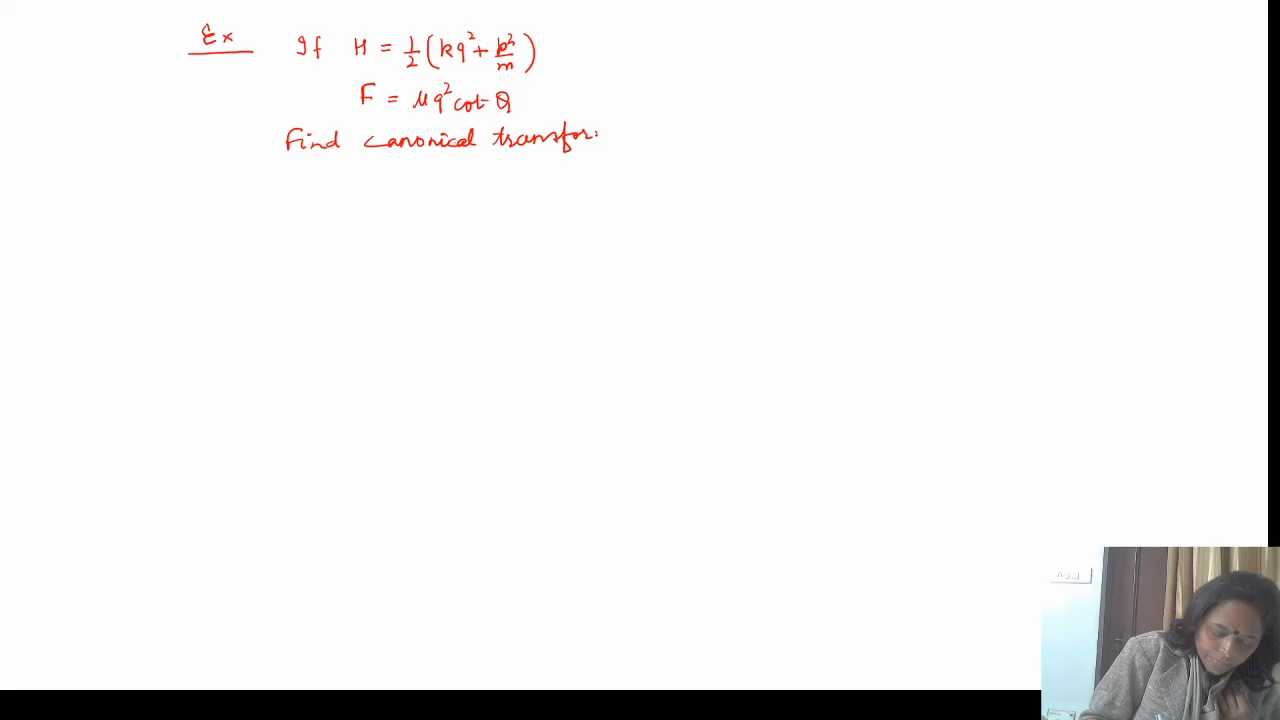 Ex If H = 1/2 (kq² + p²/m)
F = μq² cot Q
Find canonical transfor